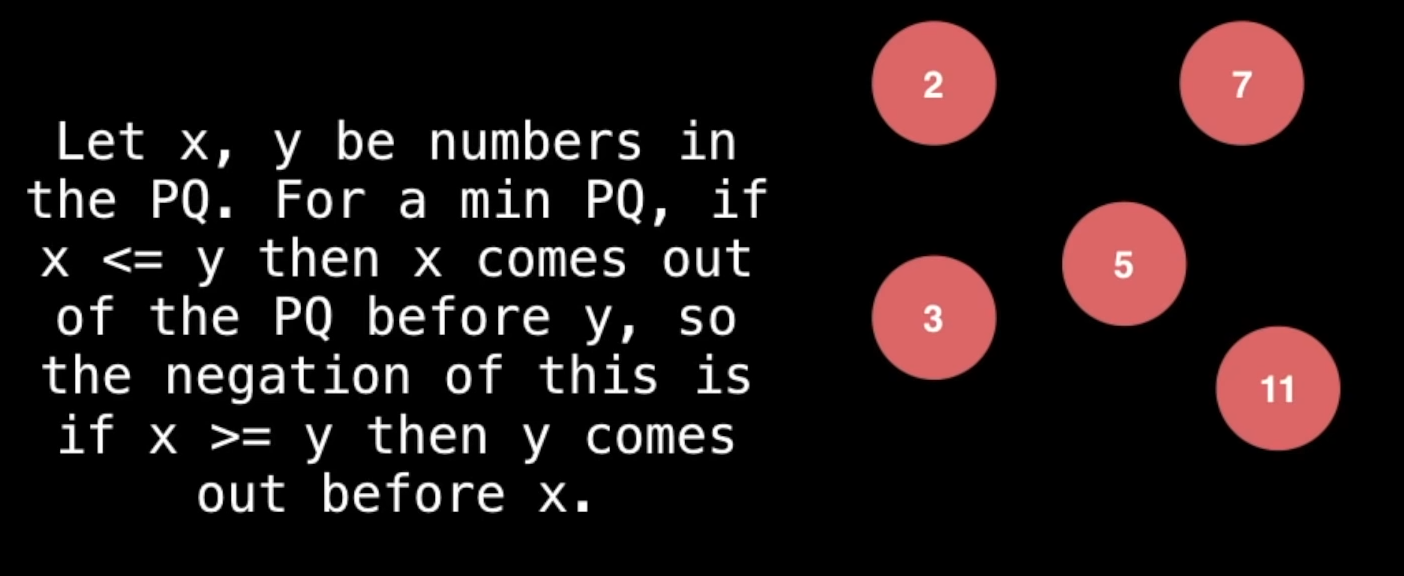 Let x, y be numbers in
the PQ. For a min PQ, if
x <= y then x comes out
of the PQ before y, so
the negation of this is
if x >= y then y comes
out before x.
2
7
5
3
11